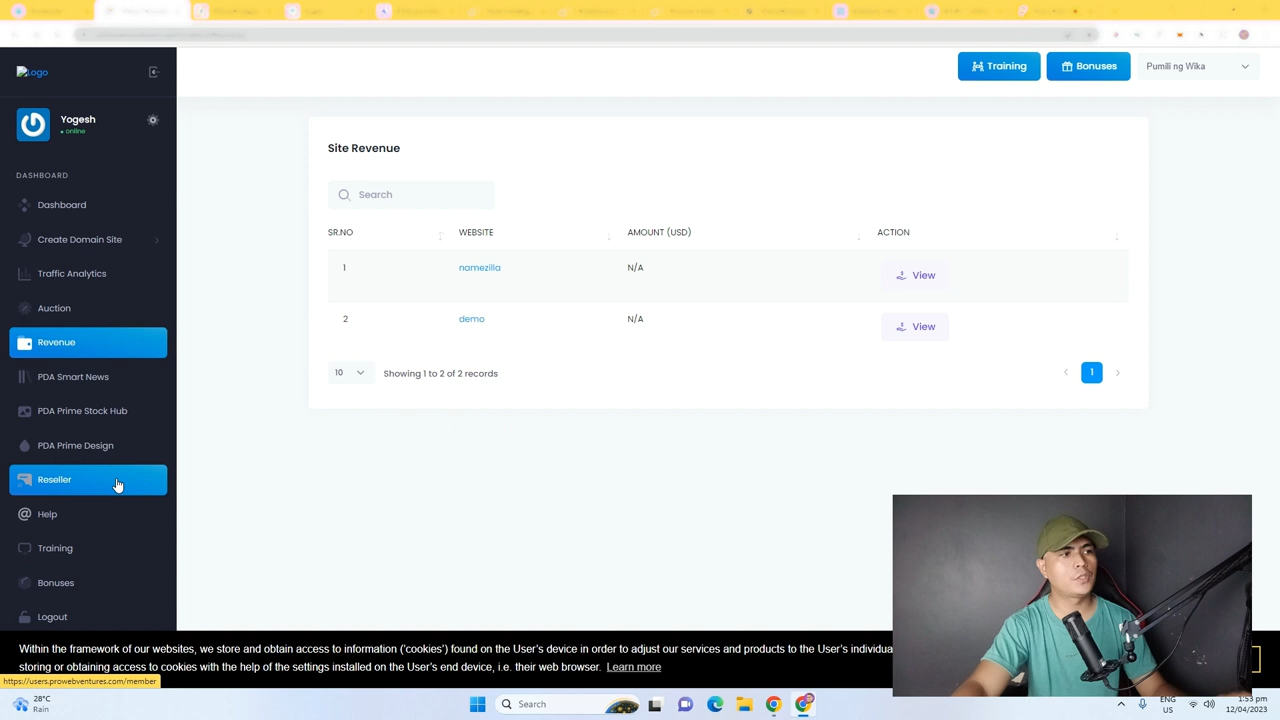 Logo
Training
Bonuses
Pumili ng Wika
Yogesh
online
DASHBOARD
Dashboard
Create Domain Site
Traffic Analytics
Auction
Revenue
PDA Smart News
PDA Prime Stock Hub
PDA Prime Design
Reseller
Help
Training
Bonuses
Logout
Site Revenue
Search
SR.NO WEBSITE AMOUNT (USD) ACTION
1 namezilla N/A View
2 demo N/A View
10 Showing 1 to 2 of 2 records 1
Within the framework of our websites, we store and obtain access to information ('cookies') found on the User's device in order to adjust our services and products to the User's
storing or obtaining access to cookies with the help of the settings installed on the User's end device, i.e. their web browser. Learn more
https://users.prowebventures.com/member
28°C
Rain
Search
ENG
US
1:53 pm
12/04/2023